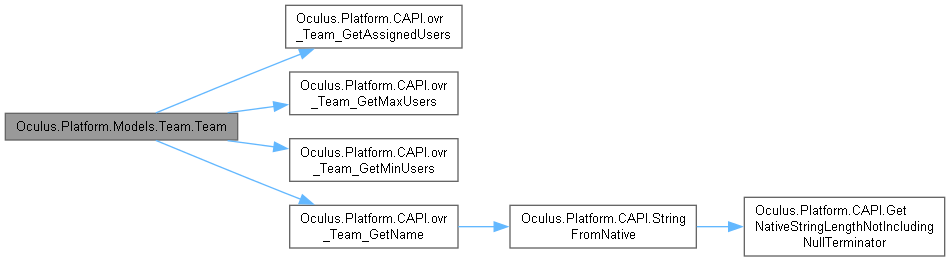 Oculus.Platform.CAPI.ovr
_Team_GetAssignedUsers
Oculus.Platform.CAPI.ovr
_Team_GetMaxUsers
Oculus.Platform.Models.Team.Team
Oculus.Platform.CAPI.ovr
_Team_GetMinUsers
Oculus.Platform.CAPI.ovr
_Team_GetName
Oculus.Platform.CAPI.String
FromNative
Oculus.Platform.CAPI.Get
NativeStringLengthNotIncluding
NullTerminator